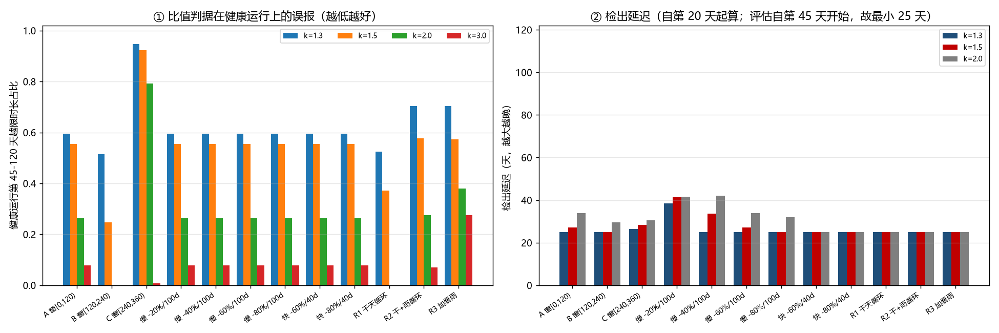 ① 比值判据在健康运行上的误报（越低越好）
健康运行第 45-120 天越限时长占比
1.0
0.8
0.6
0.4
0.2
0.0
k=1.3
k=1.5
k=2.0
k=3.0
A 窗[0,120)
B 窗[120,240)
C 窗[240,360)
慢 -20%/100d
慢 -40%/100d
慢 -60%/100d
慢 -80%/100d
快 -60%/40d
快 -80%/40d
R1 干天循环
R2 干+雨循环
R3 加暴雨
② 检出延迟（自第 20 天起算；评估自第 45 天开始，故最小 25 天）
检出延迟（天，越大越晚）
120
100
80
60
40
20
0
k=1.3
k=1.5
k=2.0
A 窗[0,120)
B 窗[120,240)
C 窗[240,360)
慢 -20%/100d
慢 -40%/100d
慢 -60%/100d
慢 -80%/100d
快 -60%/40d
快 -80%/40d
R1 干天循环
R2 干+雨循环
R3 加暴雨